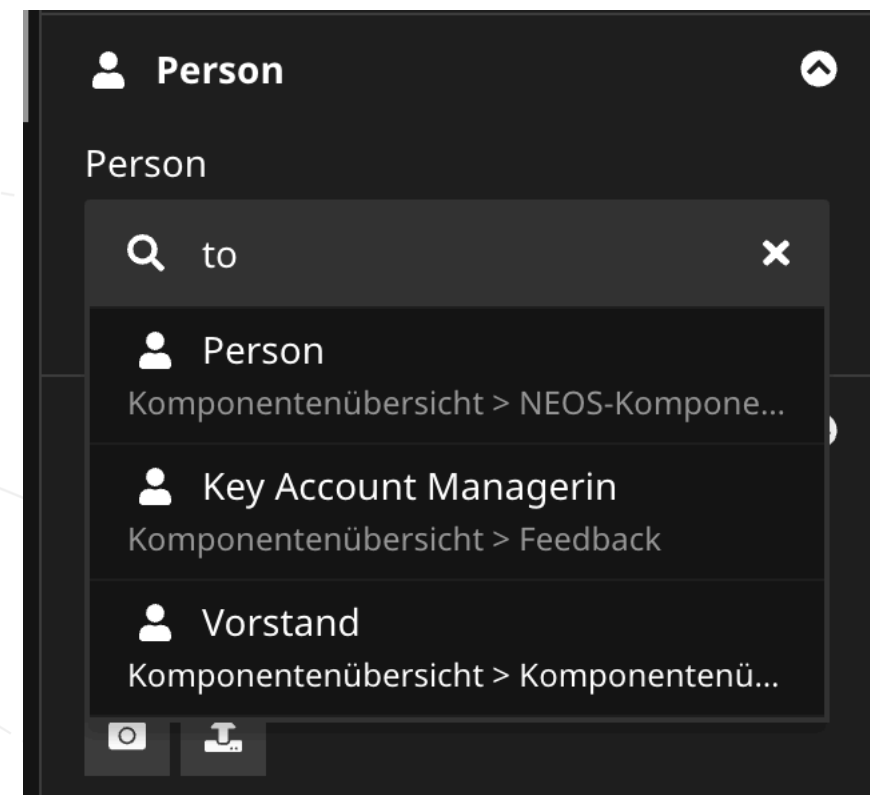 Person
Person
to
Person
Komponentenübersicht > NEOS-Kompone...
Key Account Managerin
Komponentenübersicht > Feedback
Vorstand
Komponentenübersicht > Komponentenü...